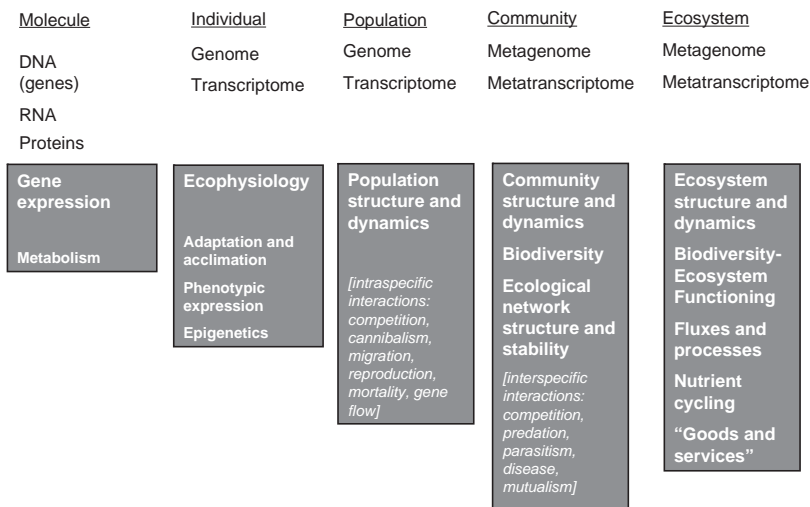 Molecule
DNA
(genes)
RNA
Proteins
Gene
expression
Metabolism
Individual
Genome
Transcriptome
Ecophysiology
Adaptation and
acclimation
Phenotypic
expression
Epigenetics
Population
Genome
Transcriptome
Population
structure and
dynamics
[intraspecific
interactions:
competition,
cannibalism,
migration,
reproduction,
mortality, gene
flow]
Community
Metagenome
Metatranscriptome
Community
structure and
dynamics
Biodiversity
Ecological
network
structure and
stability
[interspecific
interactions:
competition,
predation,
parasitism,
disease,
mutualism]
Ecosystem
Metagenome
Metatranscriptome
Ecosystem
structure and
dynamics
Biodiversity-
Ecosystem
Functioning
Fluxes and
processes
Nutrient
cycling
“Goods and
services”